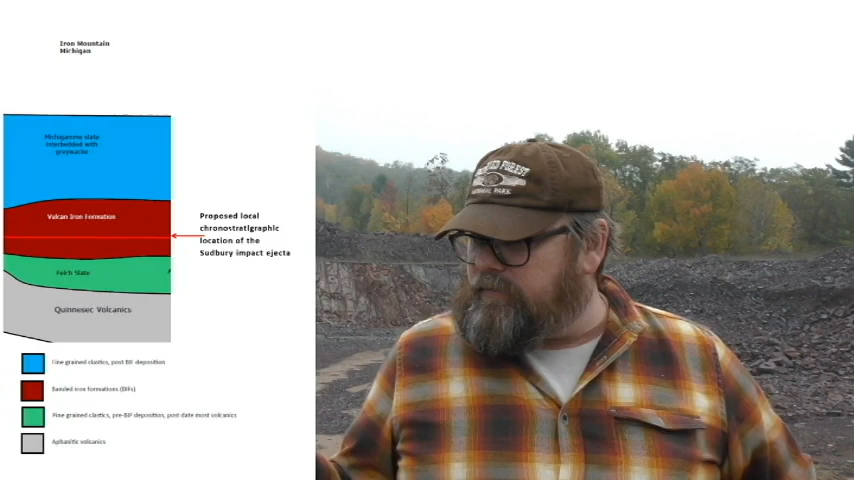 Iron Mountain
Michigan
Michigamme slate
interbedded with
greywacke
Vulcan Iron Formation
Felch Slate
Quinnesec Volcanics
Proposed local
chronostratigraphic
location of the
Sudbury impact ejecta
Fine grained clastics, post BIF deposition
Banded iron formations (BIFs)
Fine grained clastics, pre-BIF deposition, post date most volcanics
Aphanitic volcanics
FOREST
NATIONAL PARK